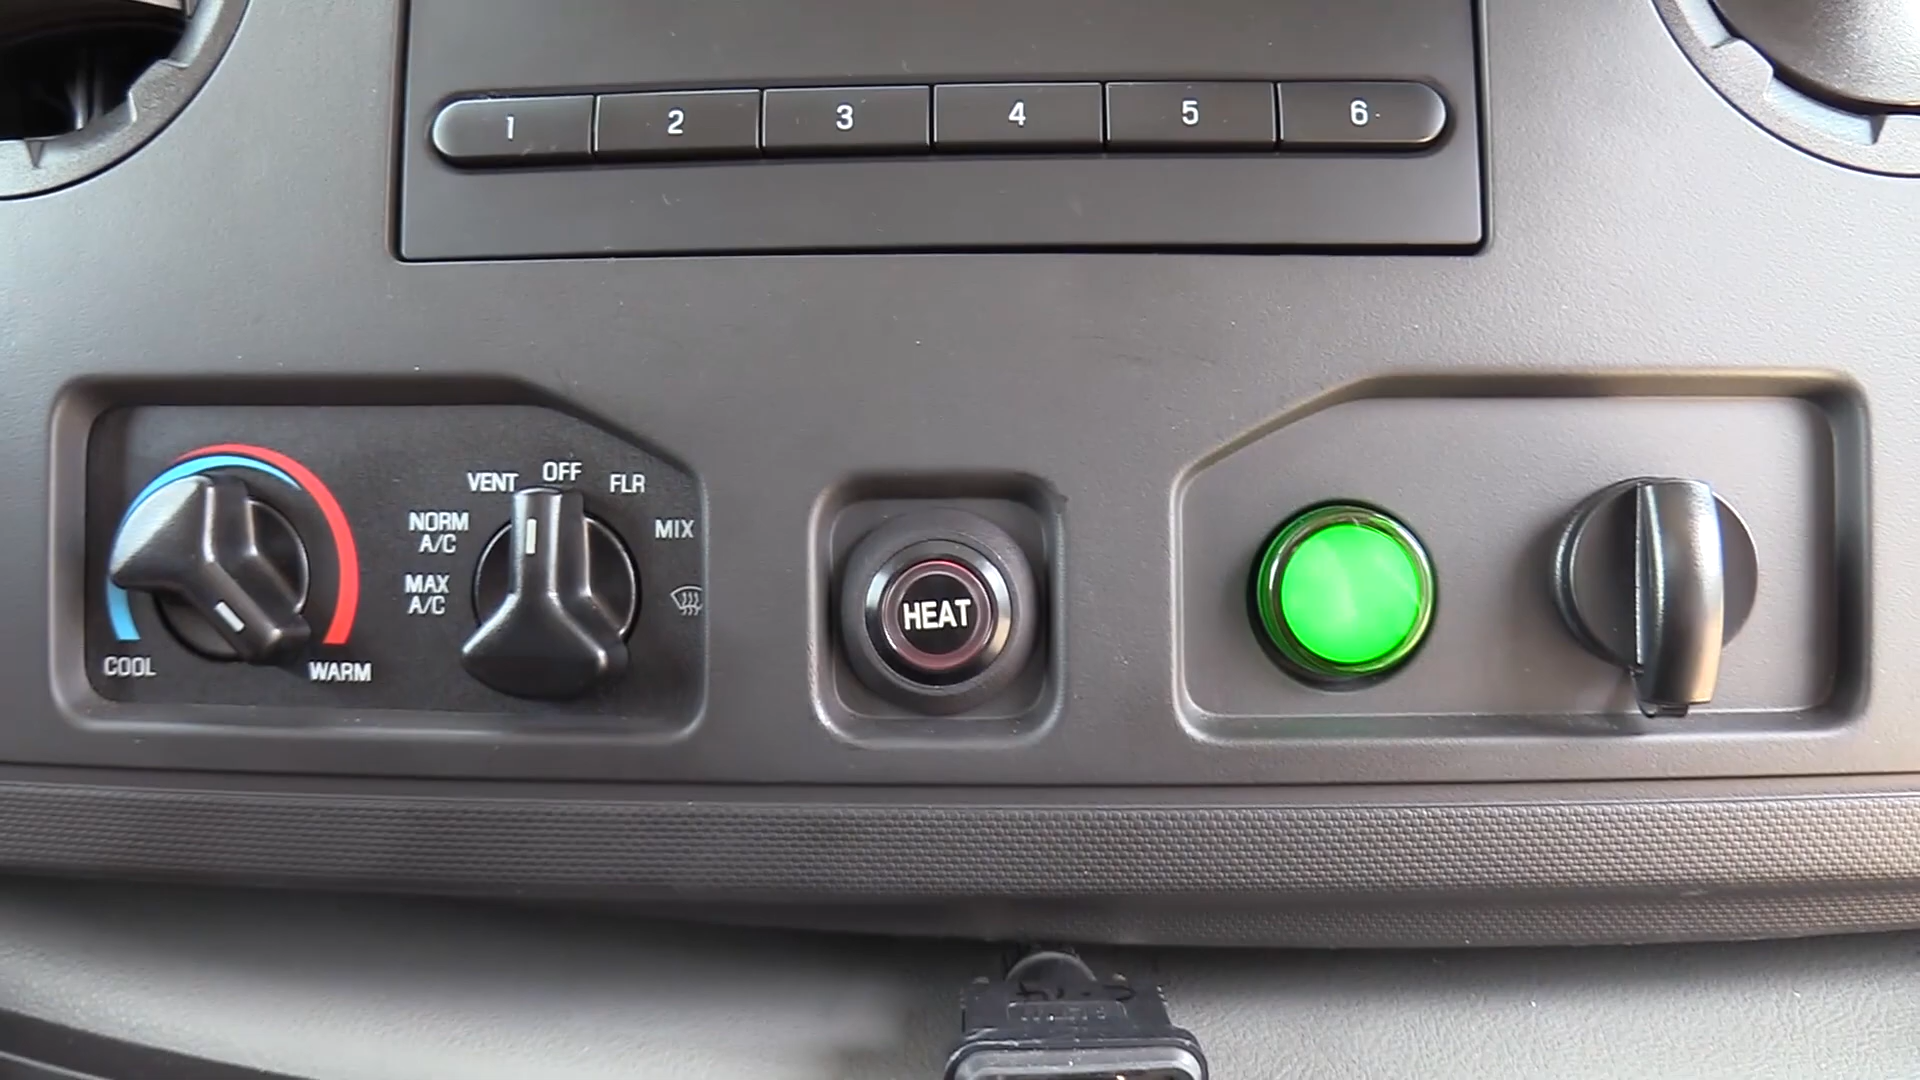 1 2 3 4 5 6
VENT OFF FLR
NORM
A/C
MIX
MAX
A/C
HEAT
COOL
WARM